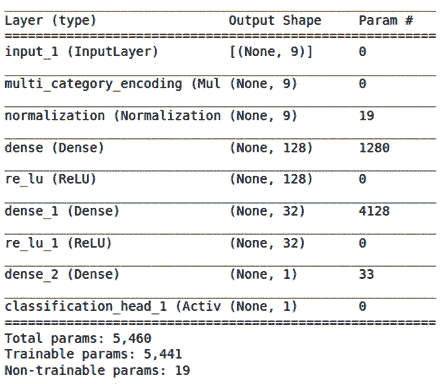 Layer (type) Output Shape Param #
input_1 (InputLayer) [(None, 9)] 0
multi_category_encoding (Mul (None, 9) 0
normalization (Normalization (None, 9) 19
dense (Dense) (None, 128) 1280
re_lu (ReLU) (None, 128) 0
dense_1 (Dense) (None, 32) 4128
re_lu_1 (ReLU) (None, 32) 0
dense_2 (Dense) (None, 1) 33
classification_head_1 (Activ (None, 1) 0
Total params: 5,460
Trainable params: 5,441
Non-trainable params: 19